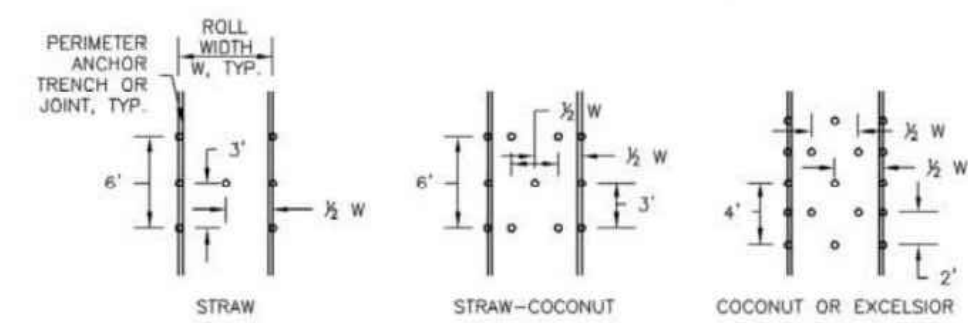 PERIMETER
ANCHOR
TRENCH OR
JOINT, TYP.
ROLL
WIDTH
W, TYP.
6'
3'
½ W
STRAW
½ W
½ W
6'
3'
STRAW-COCONUT
½ W
½ W
4'
2'
COCONUT OR EXCELSIOR